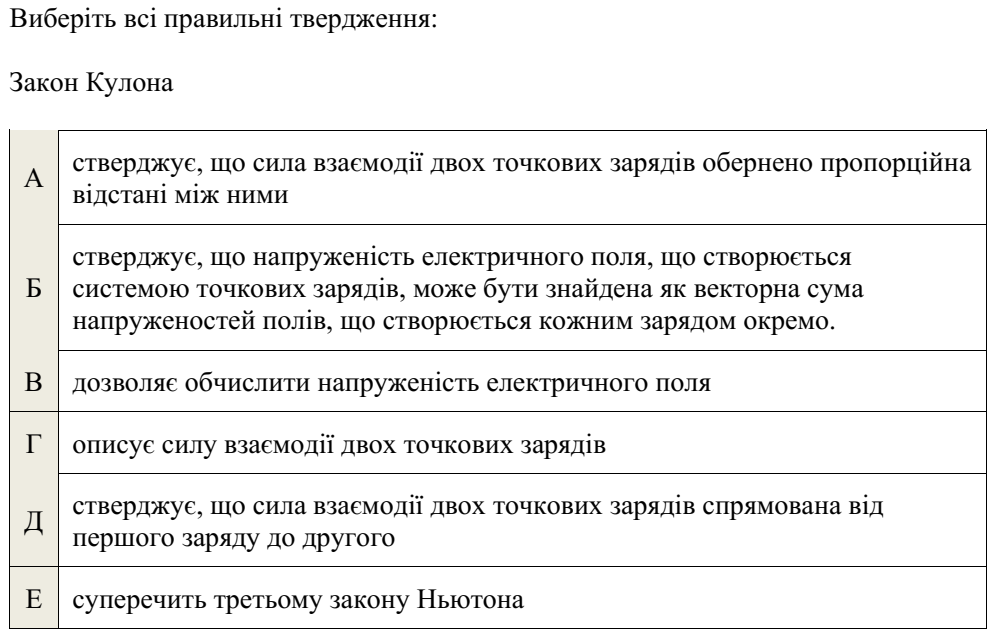 Виберіть всі правильні твердження:
Закон Кулона
А
стверджує, що сила взаємодії двох точкових зарядів обернено пропорційна
відстані між ними
Б
стверджує, що напруженість електричного поля, що створюється
системою точкових зарядів, може бути знайдена як векторна сума
напруженостей полів, що створюється кожним зарядом окремо.
В
дозволяє обчислити напруженість електричного поля
Г
описує силу взаємодії двох точкових зарядів
Д
стверджує, що сила взаємодії двох точкових зарядів спрямована від
першого заряду до другого
Е
суперечить третьому закону Ньютона